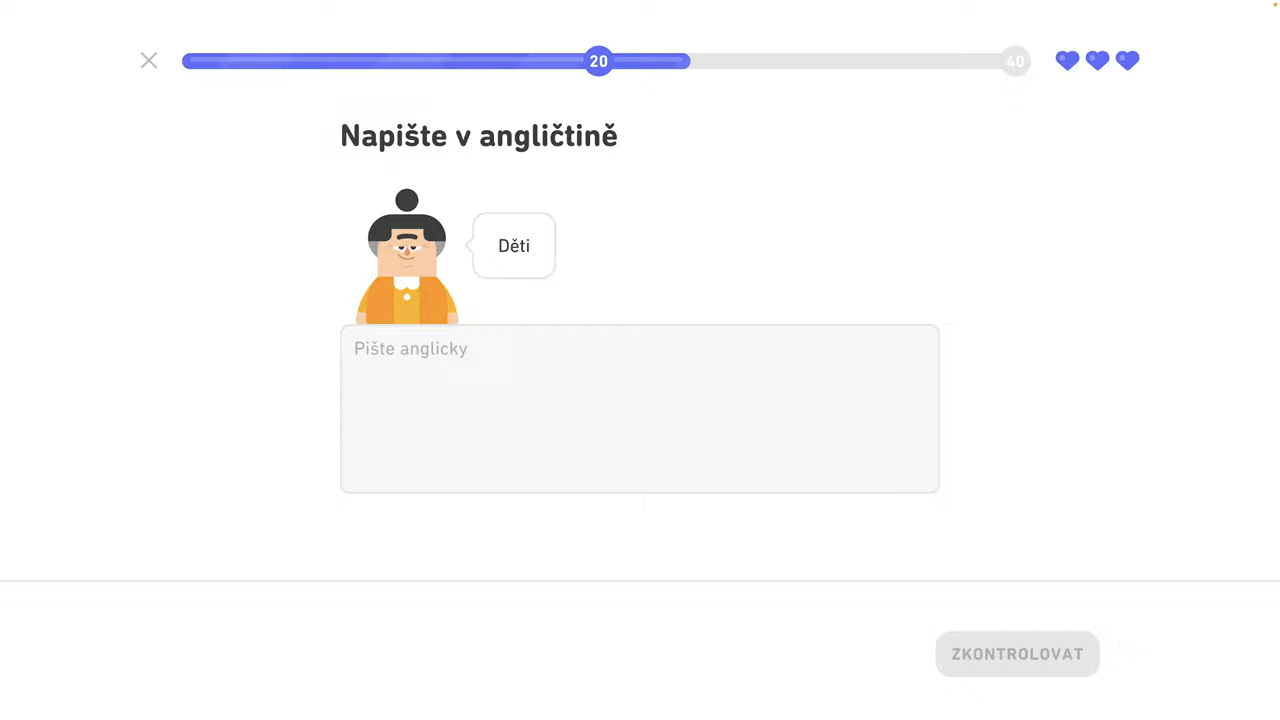 20
40
Napište v angličtině
Děti
Pište anglicky
ZKONTROLOVAT